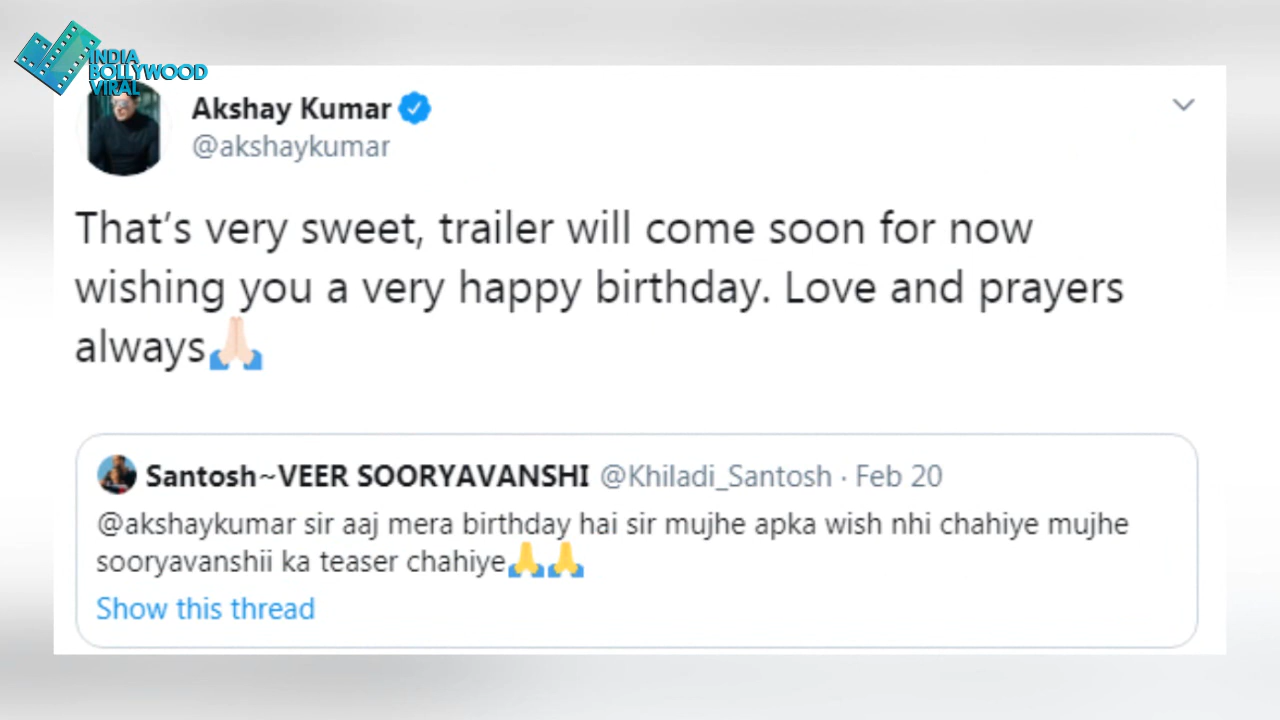 INDIA
BOLLYWOOD
VIRAL
Akshay Kumar
@akshaykumar
That's very sweet, trailer will come soon for now
wishing you a very happy birthday. Love and prayers
always🙏🏻
Santosh~VEER SOORYAVANSHI @Khiladi_Santosh · Feb 20
@akshaykumar sir aaj mera birthday hai sir mujhe apka wish nhi chahiye mujhe
sooryavanshii ka teaser chahiye🙏🙏
Show this thread